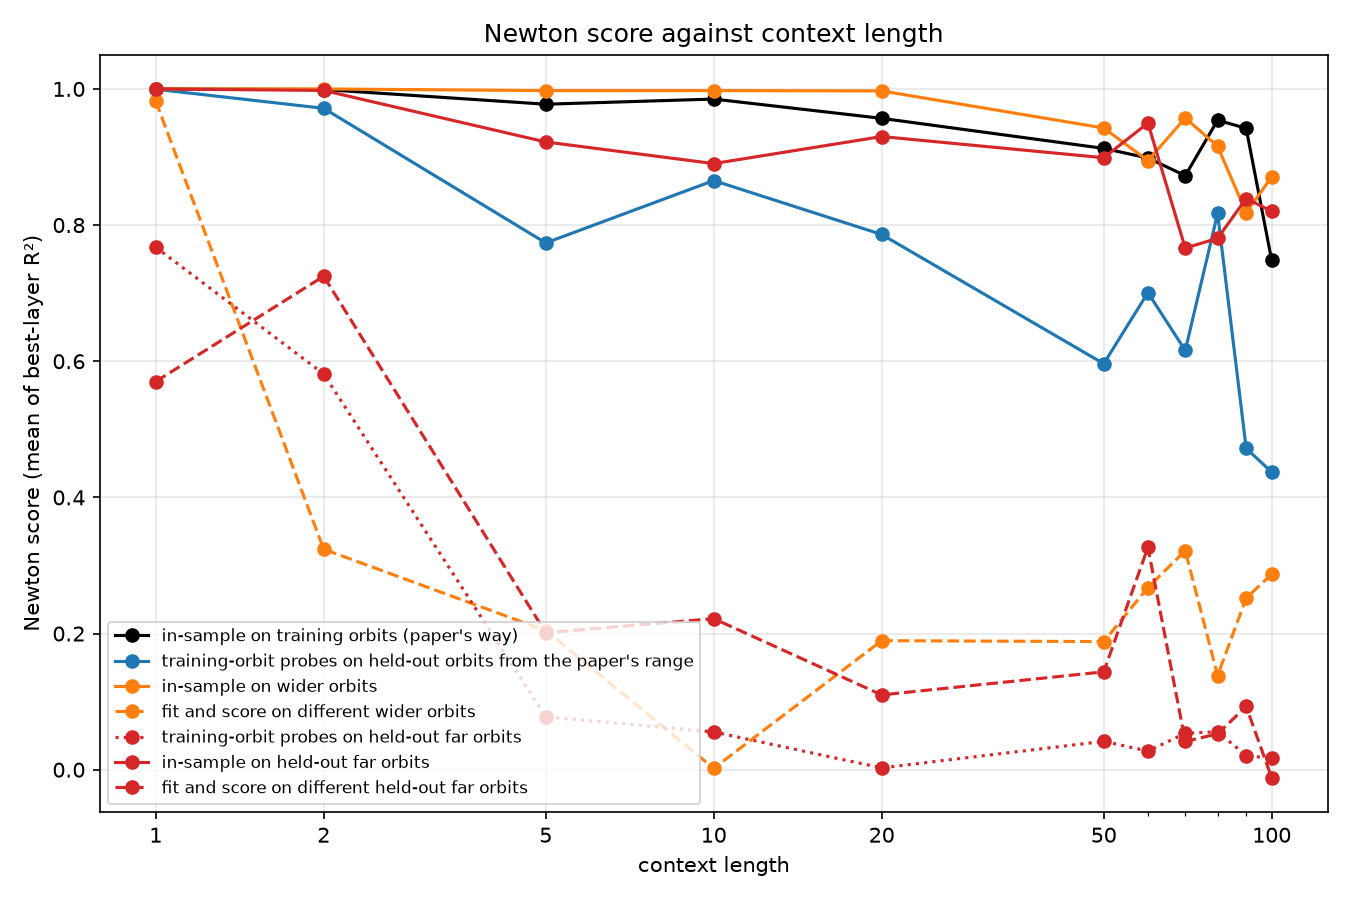 Newton score against context length
Newton score (mean of best-layer R²)
1.0
0.8
0.6
0.4
0.2
0.0
in-sample on training orbits (paper's way)
training-orbit probes on held-out orbits from the paper's range
in-sample on wider orbits
fit and score on different wider orbits
training-orbit probes on held-out far orbits
in-sample on held-out far orbits
fit and score on different held-out far orbits
1 2 5 10 20 50 100
context length